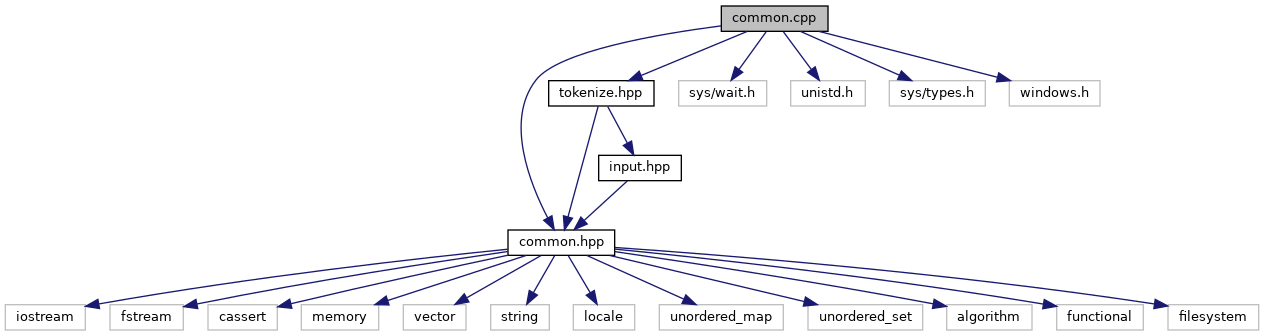 common.cpp
tokenize.hpp
sys/wait.h
unistd.h
sys/types.h
windows.h
input.hpp
common.hpp
iostream
fstream
cassert
memory
vector
string
locale
unordered_map
unordered_set
algorithm
functional
filesystem